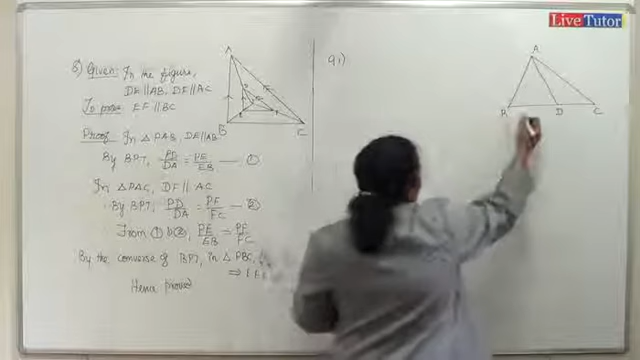 LiveTutor
8) Given: In the figure,
DE∥AB, DF∥AC
To prove EF∥BC
Proof: In △PAB, DE∥AB
By BPT, PD/DA = PE/EB — ①
In △PAC, DF∥AC
By BPT, PD/DA = PF/FC — ②
From ① & ②, PE/EB = PF/FC
By the converse of BPT, in △PBC,
Hence proved
A
B
C
9)
A
B
D
C